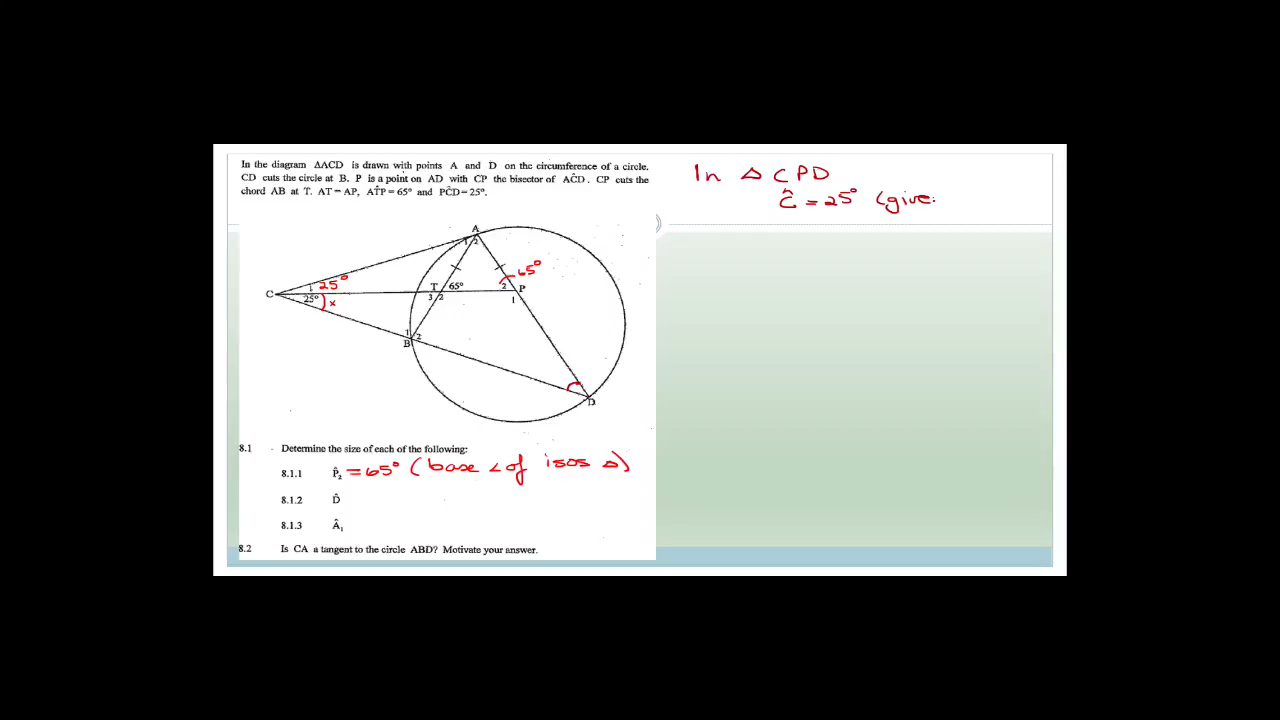 In the diagram ΔACD is drawn with points A and D on the circumference of a circle.
CD cuts the circle at B. P is a point on AD with CP the bisector of AĈD. CP cuts the
chord AB at T. AT = AP, AT̂P = 65° and PĈD = 25°.
In Δ CPD
Ĉ = 25° (give
A
1 2
65°
1 25°
C
25° x
T 65°
2 P
3 2
1
1
B 2
D
8.1 Determine the size of each of the following:
8.1.1 P̂₂ = 65° (base ∠ of isos Δ)
8.1.2 D̂
8.1.3 Â₁
8.2 Is CA a tangent to the circle ABD? Motivate your answer.